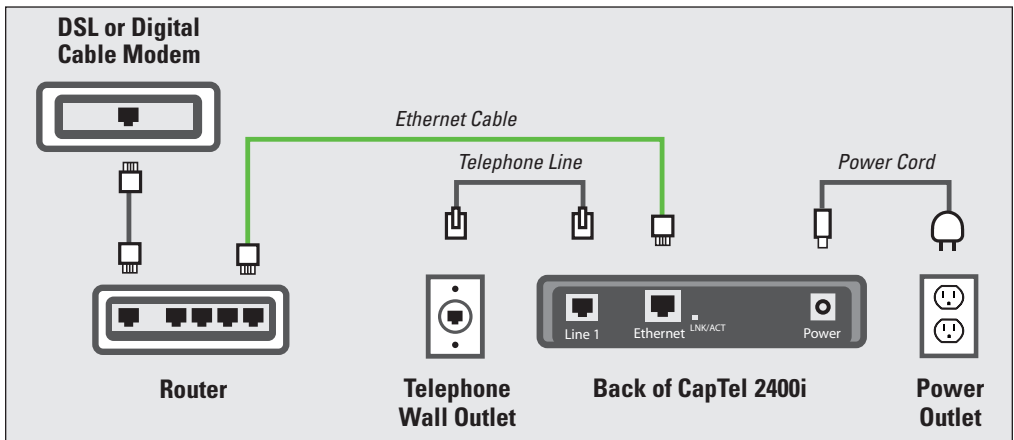 DSL or Digital
Cable Modem
Ethernet Cable
Telephone Line
Power Cord
Line 1
Ethernet
LNK/ACT
Power
Router
Telephone
Wall Outlet
Back of CapTel 2400i
Power
Outlet